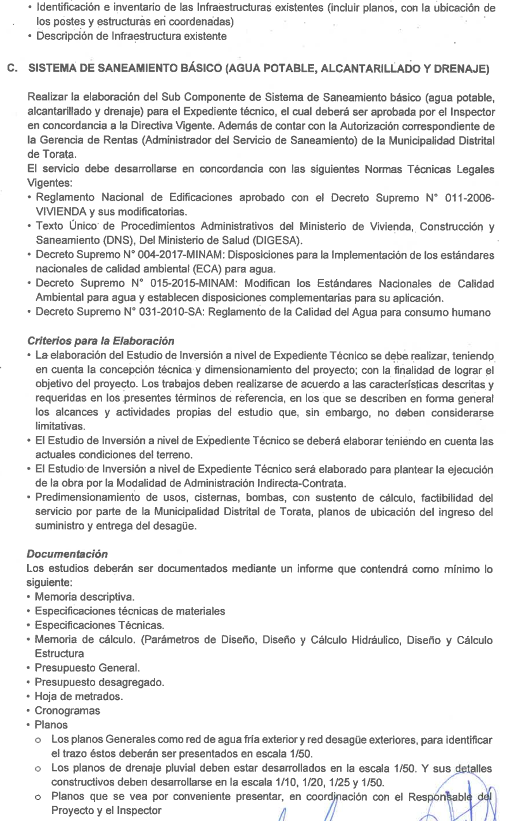 • Identificación e inventario de las Infraestructuras existentes (incluir planos, con la ubicación de
los postes y estructuras en coordenadas)
• Descripción de Infraestructura existente
C. SISTEMA DE SANEAMIENTO BÁSICO (AGUA POTABLE, ALCANTARILLADO Y DRENAJE)
Realizar la elaboración del Sub Componente de Sistema de Saneamiento básico (agua potable,
alcantarillado y drenaje) para el Expediente técnico, el cual deberá ser aprobada por el Inspector
en concordancia a la Directiva Vigente. Además de contar con la Autorización correspondiente de
la Gerencia de Rentas (Administrador del Servicio de Saneamiento) de la Municipalidad Distrital
de Torata.
El servicio debe desarrollarse en concordancia con las siguientes Normas Técnicas Legales
Vigentes:
• Reglamento Nacional de Edificaciones aprobado con el Decreto Supremo N° 011-2006-
VIVIENDA y sus modificatorias.
• Texto Único de Procedimientos Administrativos del Ministerio de Vivienda, Construcción y
Saneamiento (DNS), Del Ministerio de Salud (DIGESA).
• Decreto Supremo N° 004-2017-MINAM: Disposiciones para la Implementación de los estándares
nacionales de calidad ambiental (ECA) para agua.
• Decreto Supremo N° 015-2015-MINAM: Modifican los Estándares Nacionales de Calidad
Ambiental para agua y establecen disposiciones complementarias para su aplicación.
• Decreto Supremo N° 031-2010-SA: Reglamento de la Calidad del Agua para consumo humano
Criterios para la Elaboración
• La elaboración del Estudio de Inversión a nivel de Expediente Técnico se debe realizar, teniendo
en cuenta la concepción técnica y dimensionamiento del proyecto; con la finalidad de lograr el
objetivo del proyecto. Los trabajos deben realizarse de acuerdo a las características descritas y
requeridas en los presentes términos de referencia, en los que se describen en forma general
los alcances y actividades propias del estudio que, sin embargo, no deben considerarse
limitativas.
• El Estudio de Inversión a nivel de Expediente Técnico se deberá elaborar teniendo en cuenta las
actuales condiciones del terreno.
• El Estudio de Inversión a nivel de Expediente Técnico será elaborado para plantear la ejecución
de la obra por la Modalidad de Administración Indirecta-Contrata.
• Predimensionamiento de usos, cisternas, bombas, con sustento de cálculo, factibilidad del
servicio por parte de la Municipalidad Distrital de Torata, planos de ubicación del ingreso del
suministro y entrega del desagüe.
Documentación
Los estudios deberán ser documentados mediante un informe que contendrá como mínimo lo
siguiente:
• Memoria descriptiva.
• Especificaciones técnicas de materiales
• Especificaciones Técnicas.
• Memoria de cálculo. (Parámetros de Diseño, Diseño y Cálculo Hidráulico, Diseño y Cálculo
Estructura
• Presupuesto General.
• Presupuesto desagregado.
• Hoja de metrados.
• Cronogramas
• Planos
o Los planos Generales como red de agua fría exterior y red desagüe exteriores, para identificar
el trazo éstos deberán ser presentados en escala 1/50.
o Los planos de drenaje pluvial deben estar desarrollados en la escala 1/50. Y sus detalles
constructivos deben desarrollarse en la escala 1/10, 1/20, 1/25 y 1/50.
o Planos que se vea por conveniente presentar, en coordinación con el Responsable del
Proyecto y el Inspector